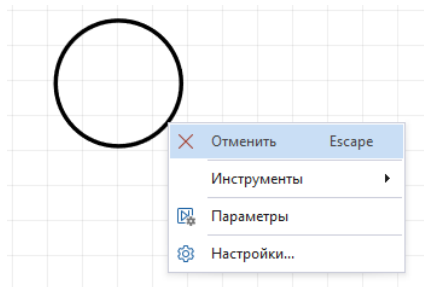 Отменить Escape
Инструменты
Параметры
Настройки...